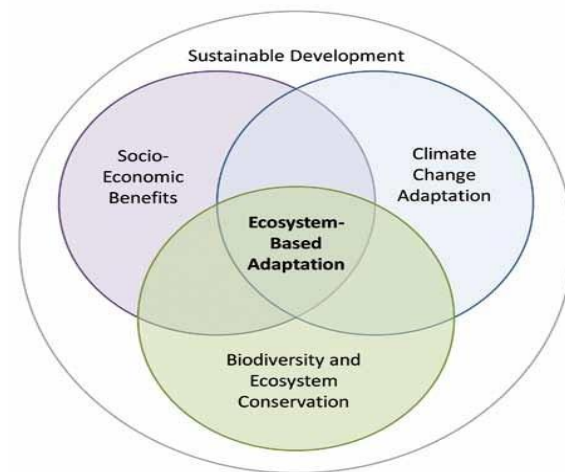 Sustainable Development
Socio-
Economic
Benefits
Climate
Change
Adaptation
Ecosystem-
Based
Adaptation
Biodiversity and
Ecosystem
Conservation